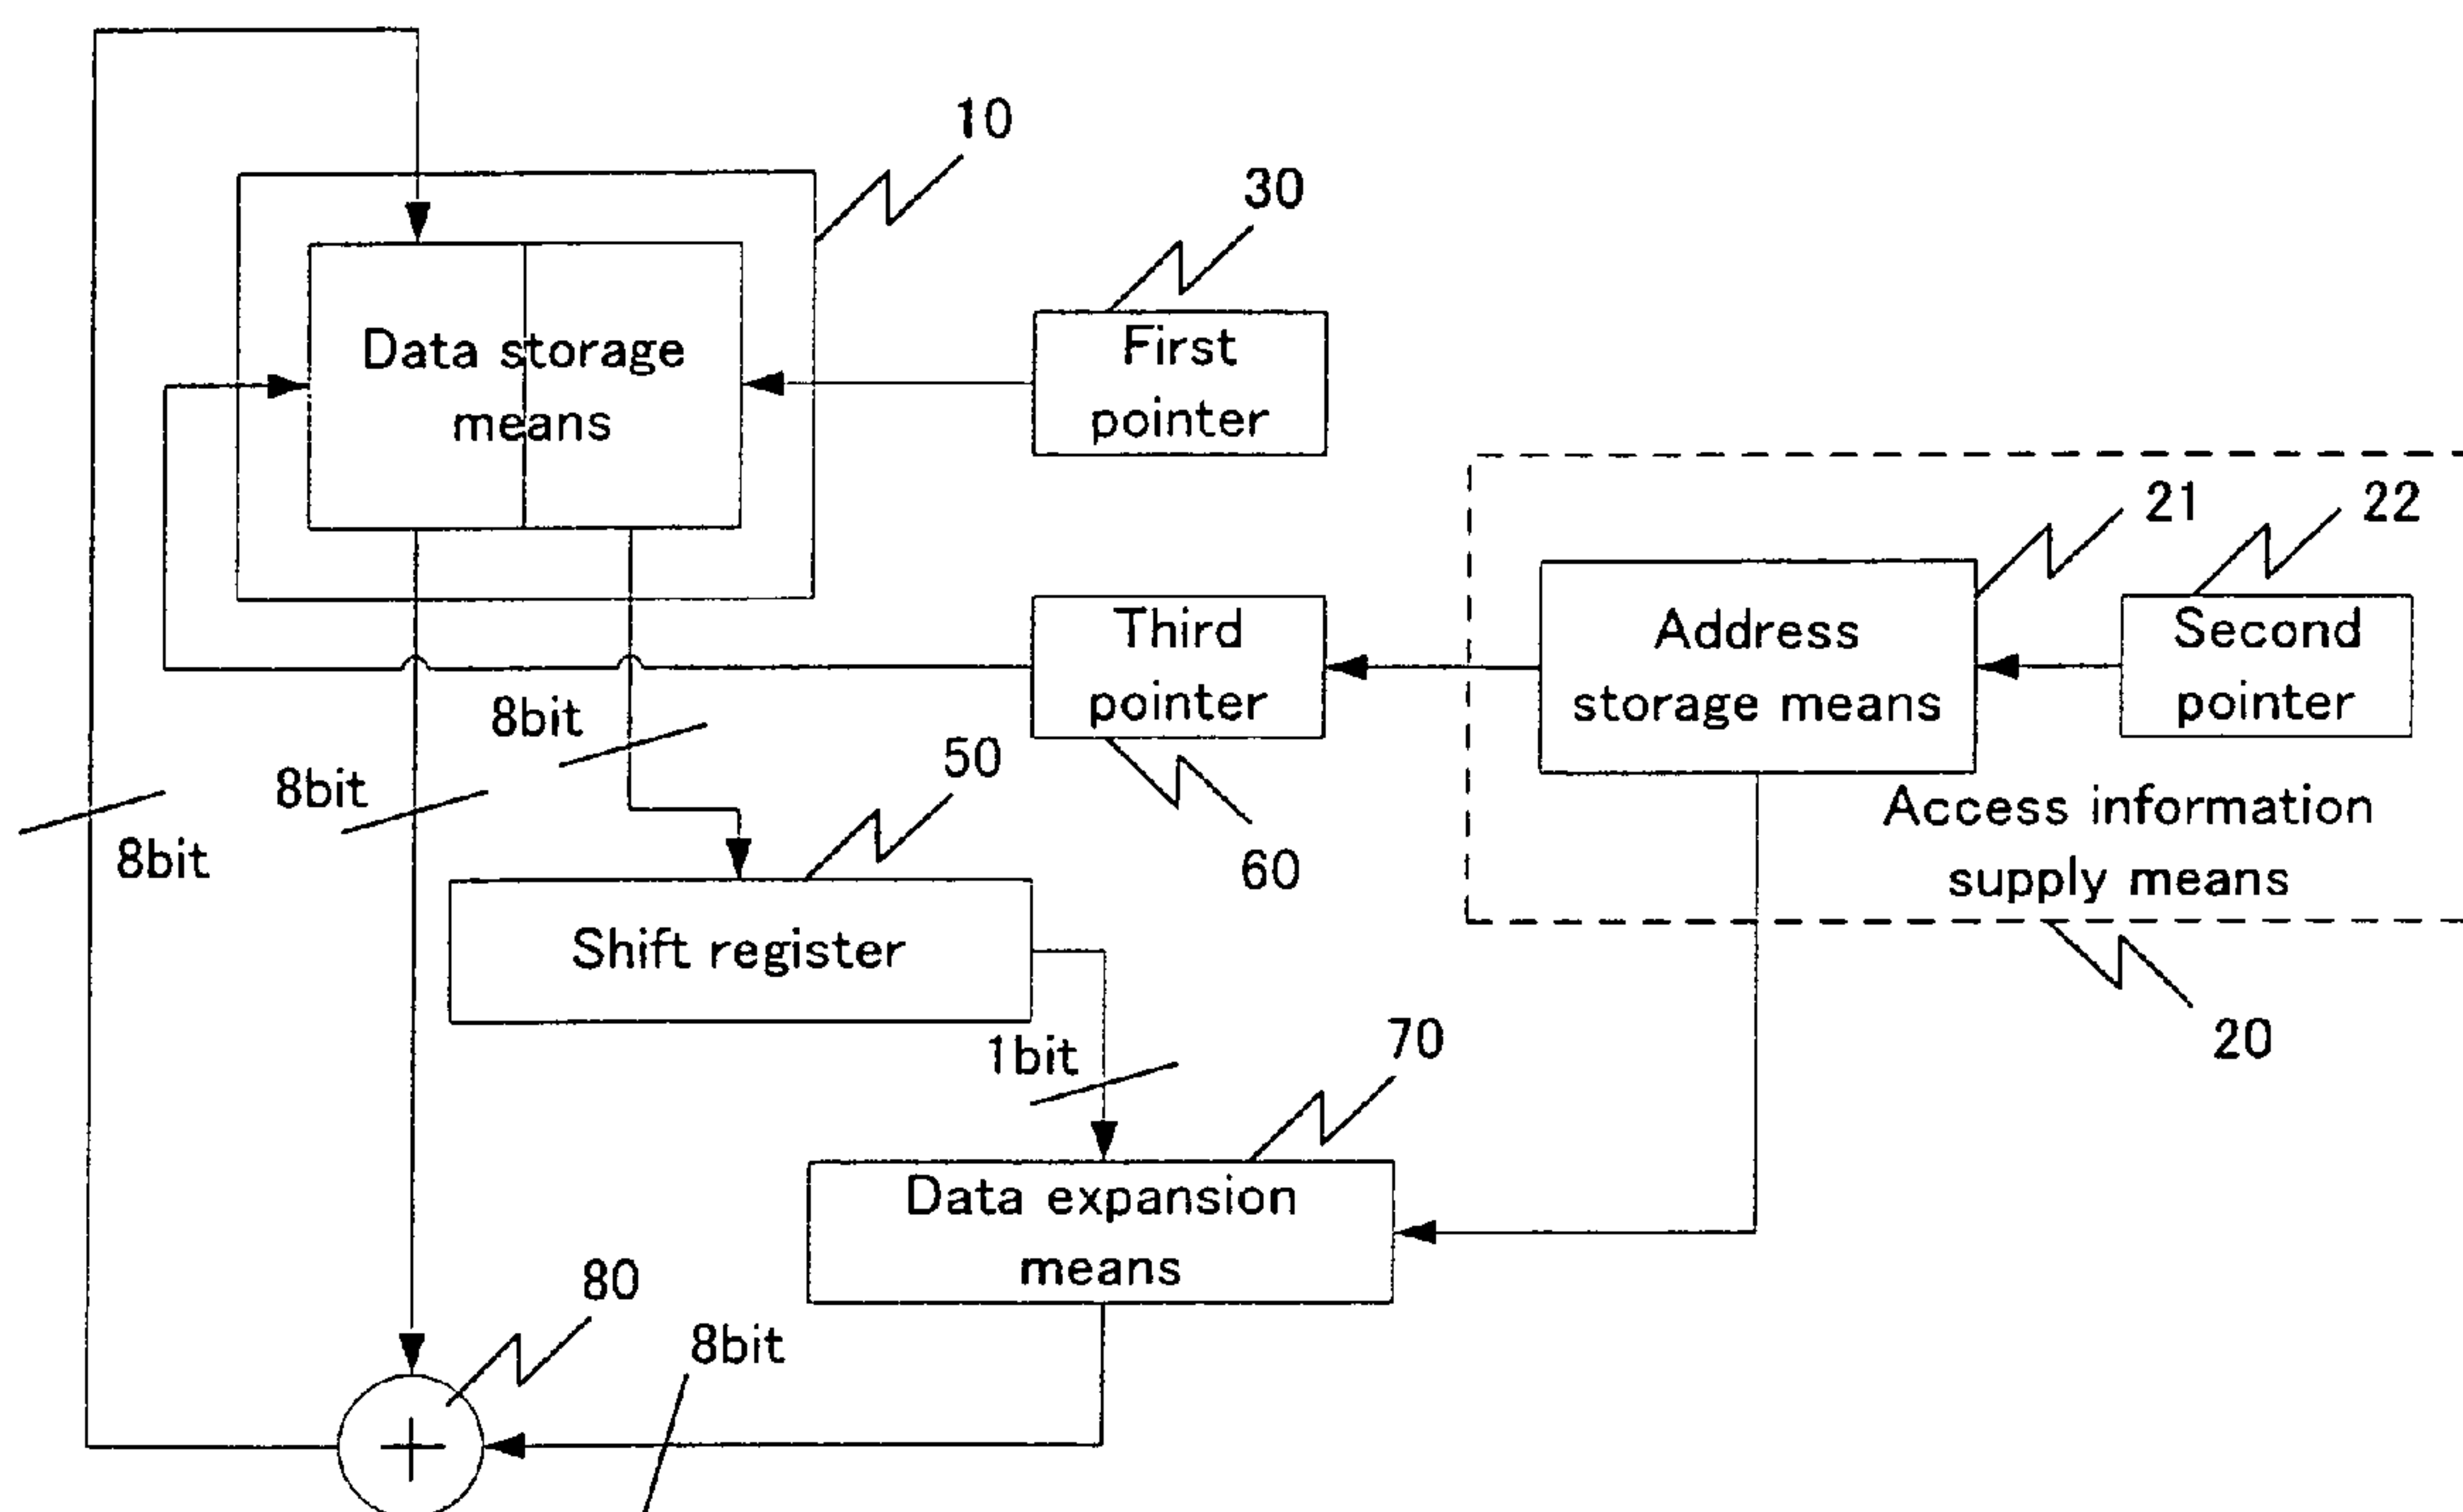 10
30
Data storage
means
First
pointer
21
22
Third
pointer
Address
storage means
Second
pointer
8bit
50
8bit
8bit
60
Access information
supply means
Shift register
20
1bit
70
Data expansion
means
80
8bit
+